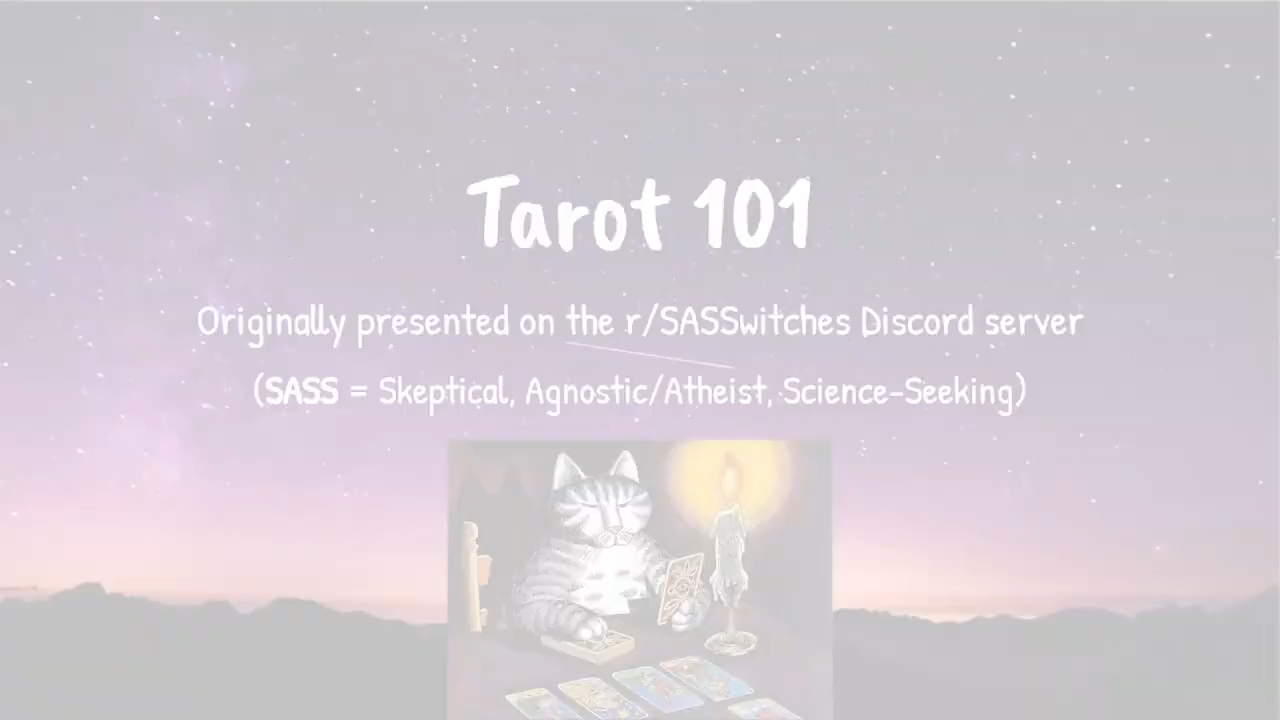 Tarot 101
Originally presented on the r/SASSwitches Discord server
(SASS = Skeptical, Agnostic/Atheist, Science-Seeking)